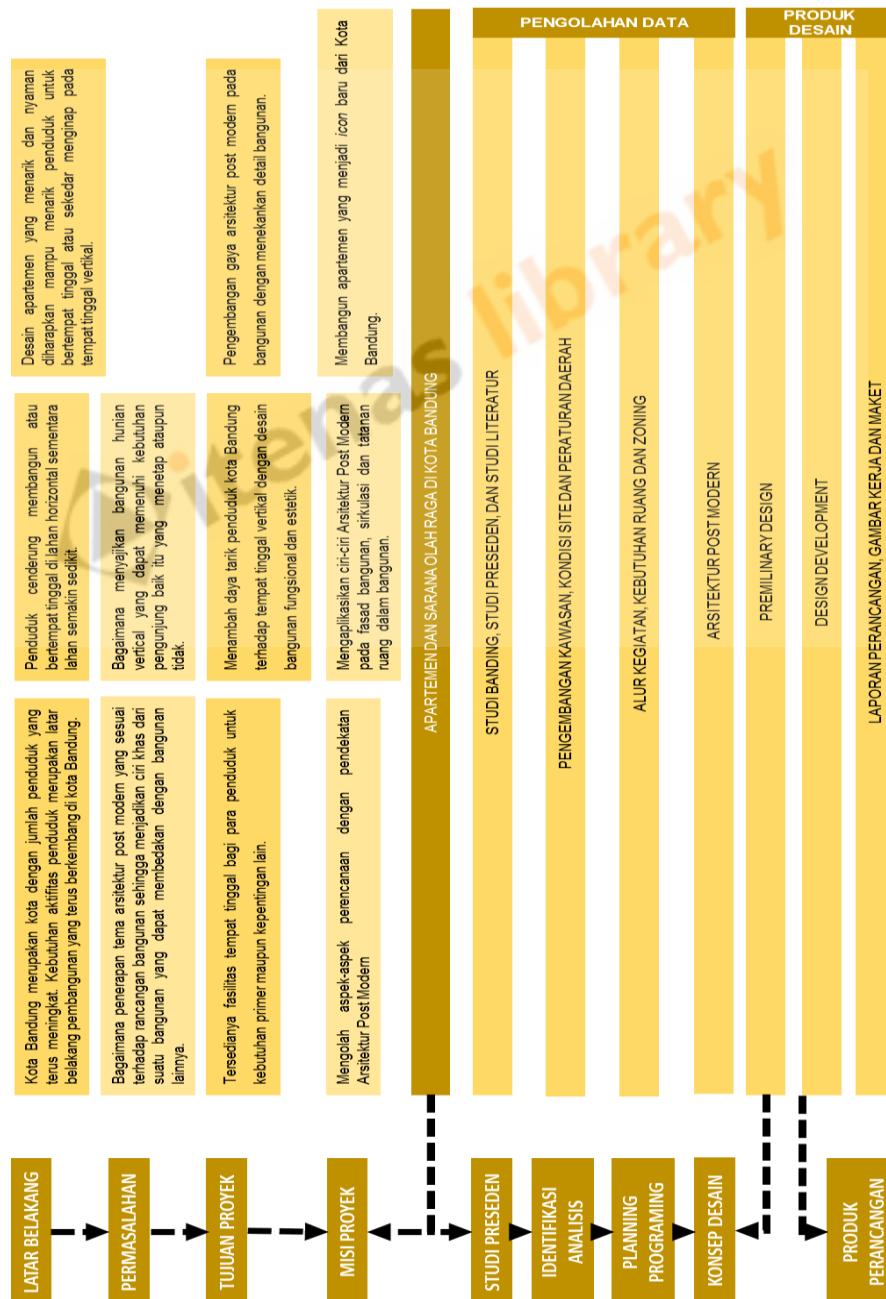 LATAR BELAKANG
Kota Bandung merupakan kota dengan jumlah penduduk yang
terus meningkat. Kebutuhan aktifitas penduduk merupakan latar
belakang pembangunan yang terus berkembang di kota Bandung.
Penduduk cenderung membangun atau
bertempat tinggal di lahan horizontal sementara
lahan semakin sedikit.
Desain apartemen yang menarik dan nyaman
diharapkan mampu menarik penduduk untuk
bertempat tinggal atau sekedar menginap pada
tempat tinggal vertikal.
PERMASALAHAN
Bagaimana penerapan tema arsitektur post modern yang sesuai
terhadap rancangan bangunan sehingga menjadikan ciri khas dari
suatu bangunan yang dapat membedakan dengan bangunan
lainnya.
Bagaimana menyajikan bangunan hunian
vertical yang dapat memenuhi kebutuhan
pengunjung baik itu yang menetap ataupun
tidak.
TUJUAN PROYEK
Tersedianya fasilitas tempat tinggal bagi para penduduk untuk
kebutuhan primer maupun kepentingan lain.
Menambah daya tarik penduduk kota Bandung
terhadap tempat tinggal vertikal dengan desain
bangunan fungsional dan estetik.
Pengembangan gaya arsitektur post modern pada
bangunan dengan menekankan detail bangunan.
MISI PROYEK
Mengolah aspek-aspek perencanaan dengan pendekatan
Arsitektur Post Modern
Mengaplikasikan ciri-ciri Arsitektur Post Modern
pada fasad bangunan, sirkulasi dan tatanan
ruang dalam bangunan.
Membangun apartemen yang menjadi icon baru dari Kota
Bandung.
APARTEMEN DAN SARANA OLAH RAGA DI KOTA BANDUNG
PENGOLAHAN DATA
STUDI PRESEDEN
STUDI BANDING, STUDI PRESEDEN, DAN STUDI LITERATUR
IDENTIFIKASI
ANALISIS
PENGEMBANGAN KAWASAN, KONDISI SITE DAN PERATURAN DAERAH
PLANNING
PROGRAMING
ALUR KEGIATAN, KEBUTUHAN RUANG DAN ZONING
KONSEP DESAIN
ARSITEKTUR POST MODERN
PRODUK
DESAIN
PREMILINARY DESIGN
DESIGN DEVELOPMENT
PRODUK
PERANCANGAN
LAPORAN PERANCANGAN, GAMBAR KERJA DAN MAKET
itenas library